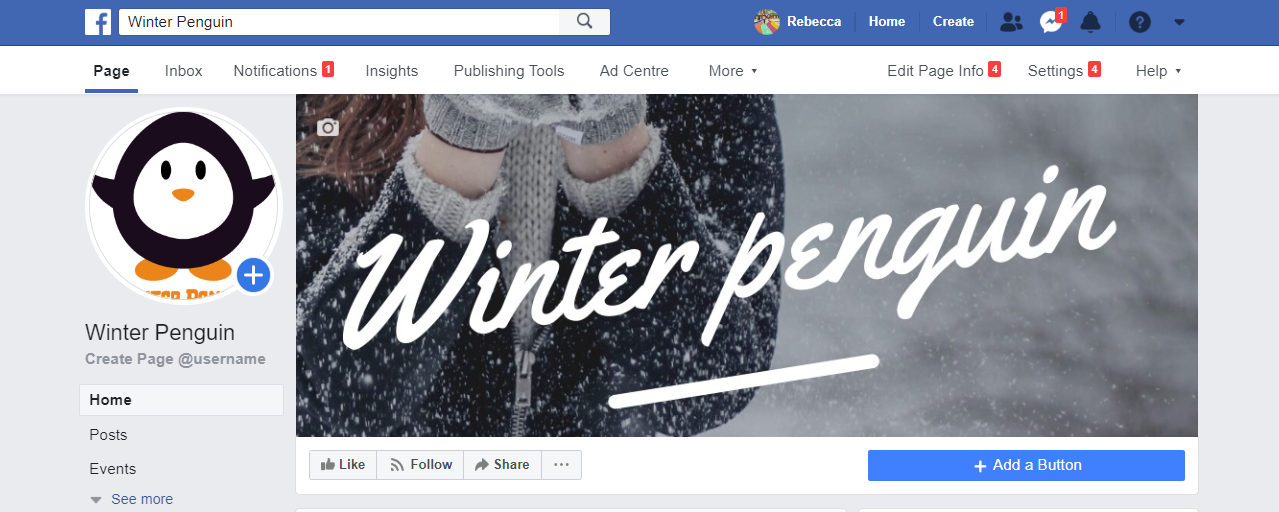 Winter Penguin
Rebecca Home Create 1
Page Inbox Notifications 1 Insights Publishing Tools Ad Centre More Edit Page Info 4 Settings 4 Help
Winter penguin
Winter Penguin
Create Page @username
Home
Posts
Events
See more
Like Follow Share ... + Add a Button